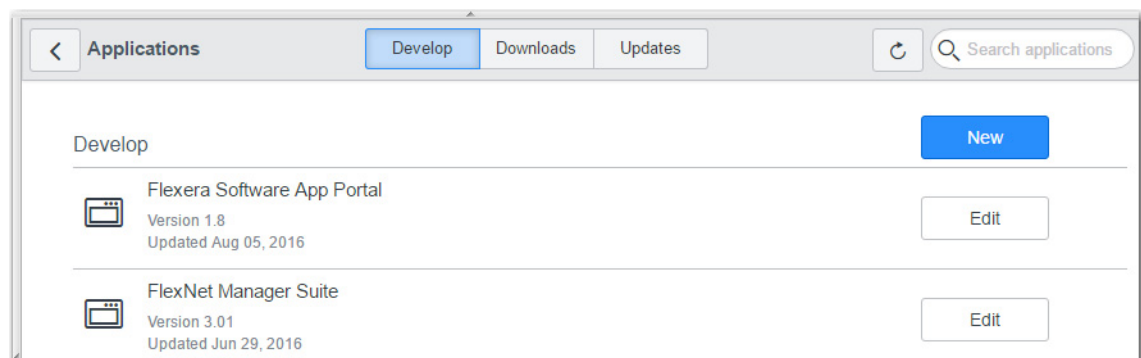 Applications
Develop Downloads Updates
Search applications
Develop
New
Flexera Software App Portal
Version 1.8
Updated Aug 05, 2016
Edit
FlexNet Manager Suite
Version 3.01
Updated Jun 29, 2016
Edit